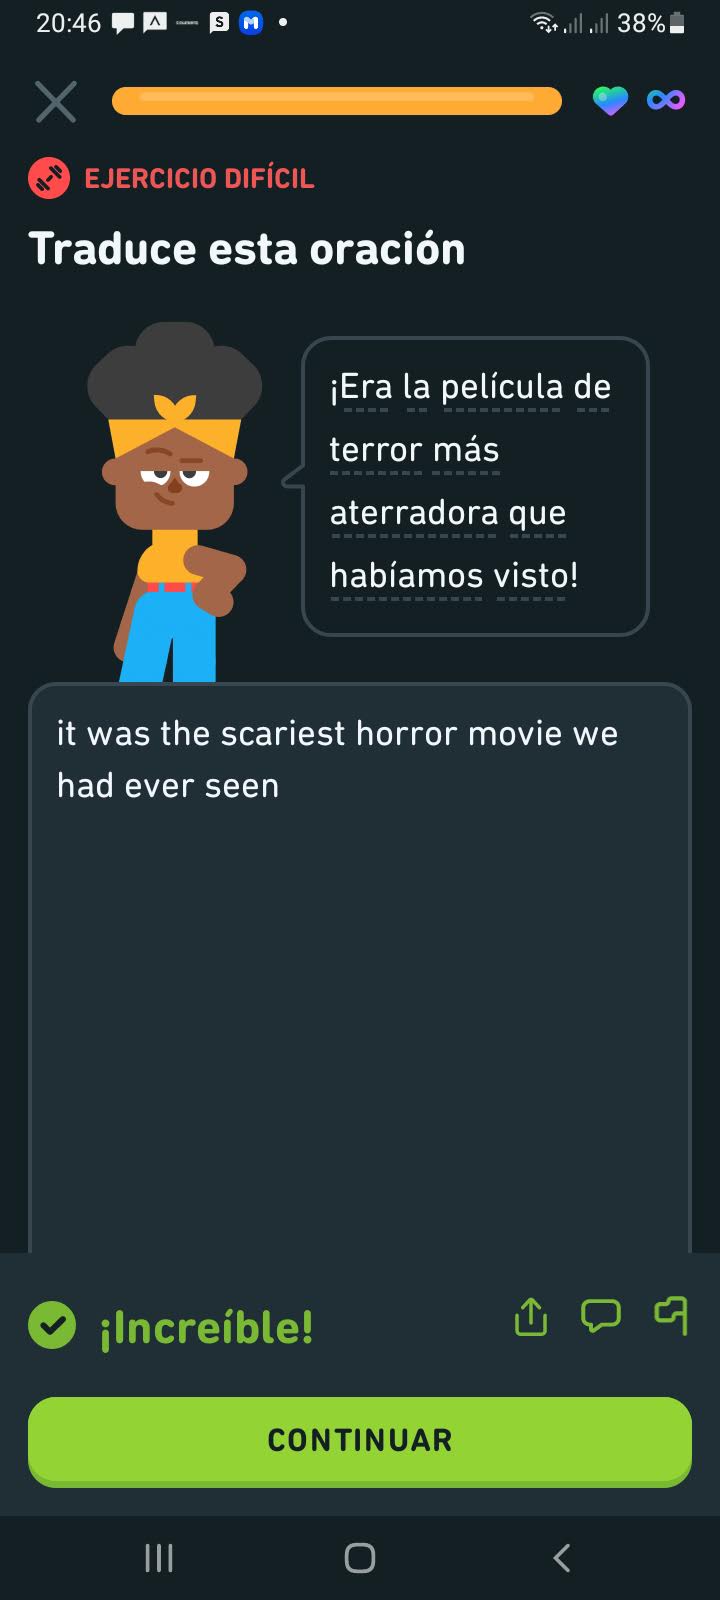 20:46
38%
EJERCICIO DIFÍCIL
Traduce esta oración
¡Era la película de
terror más
aterradora que
habíamos visto!
it was the scariest horror movie we
had ever seen
¡Increíble!
CONTINUAR